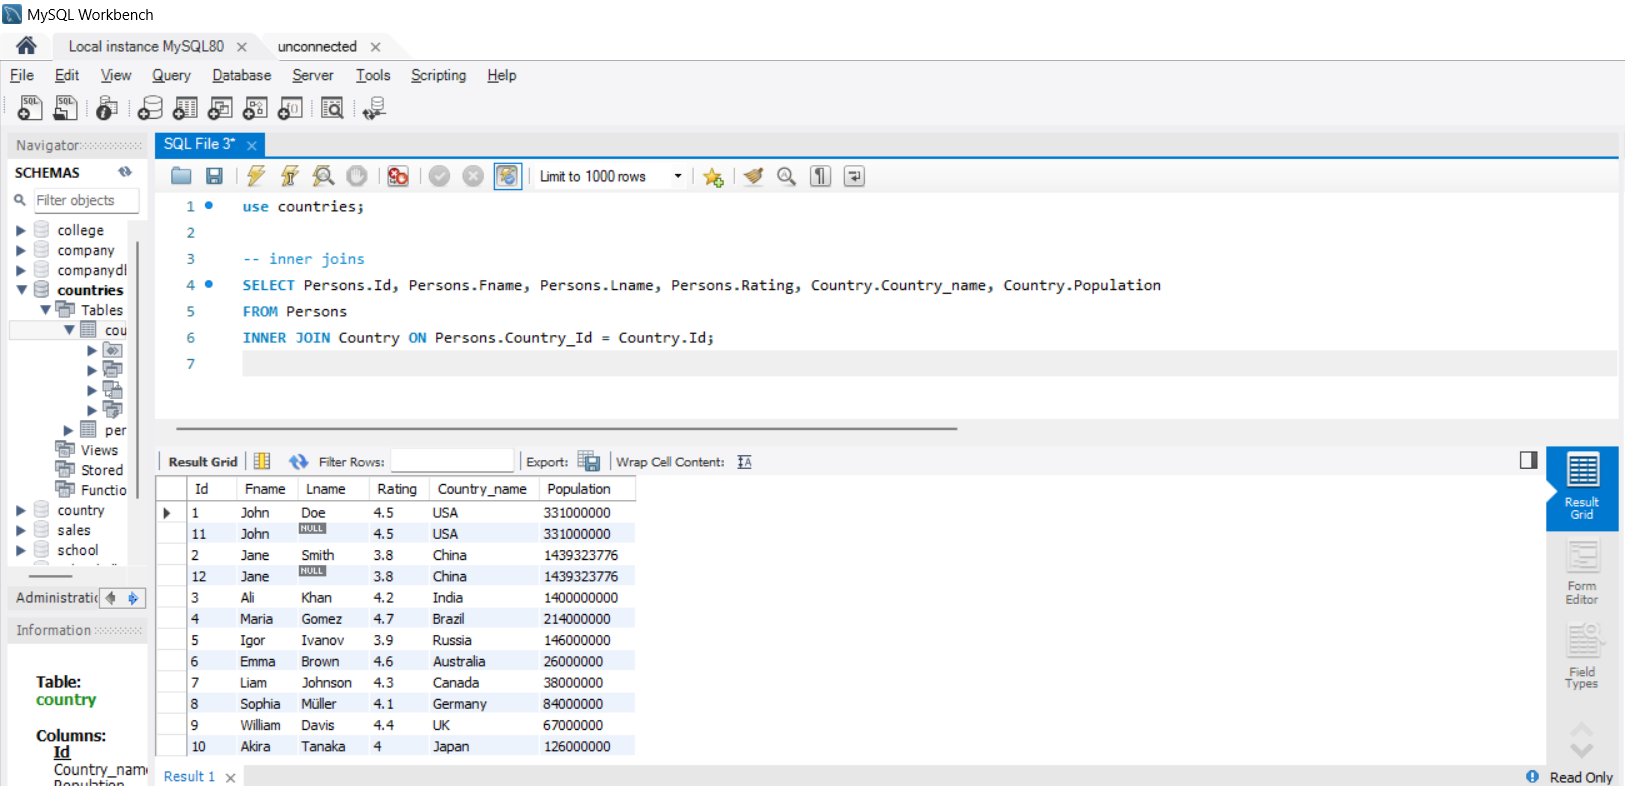 MySQL Workbench
Local instance MySQL80
unconnected
File Edit View Query Database Server Tools Scripting Help
Navigator
SCHEMAS
Filter objects
college
company
companydl
countries
Tables
cou
per
Views
Stored
Functio
country
sales
school
Administratic
Information
Table:
country
Columns:
Id
Country_name
Population
SQL File 3*
Limit to 1000 rows
1 use countries;
2
3 -- inner joins
4 SELECT Persons.Id, Persons.Fname, Persons.Lname, Persons.Rating, Country.Country_name, Country.Population
5 FROM Persons
6 INNER JOIN Country ON Persons.Country_Id = Country.Id;
7
Result Grid Filter Rows: Export: Wrap Cell Content:
Id Fname Lname Rating Country_name Population
1 John Doe 4.5 USA 331000000
11 John NULL 4.5 USA 331000000
2 Jane Smith 3.8 China 1439323776
12 Jane NULL 3.8 China 1439323776
3 Ali Khan 4.2 India 1400000000
4 Maria Gomez 4.7 Brazil 214000000
5 Igor Ivanov 3.9 Russia 146000000
6 Emma Brown 4.6 Australia 26000000
7 Liam Johnson 4.3 Canada 38000000
8 Sophia Müller 4.1 Germany 84000000
9 William Davis 4.4 UK 67000000
10 Akira Tanaka 4 Japan 126000000
Result 1
Result
Grid
Form
Editor
Field
Types
Read Only